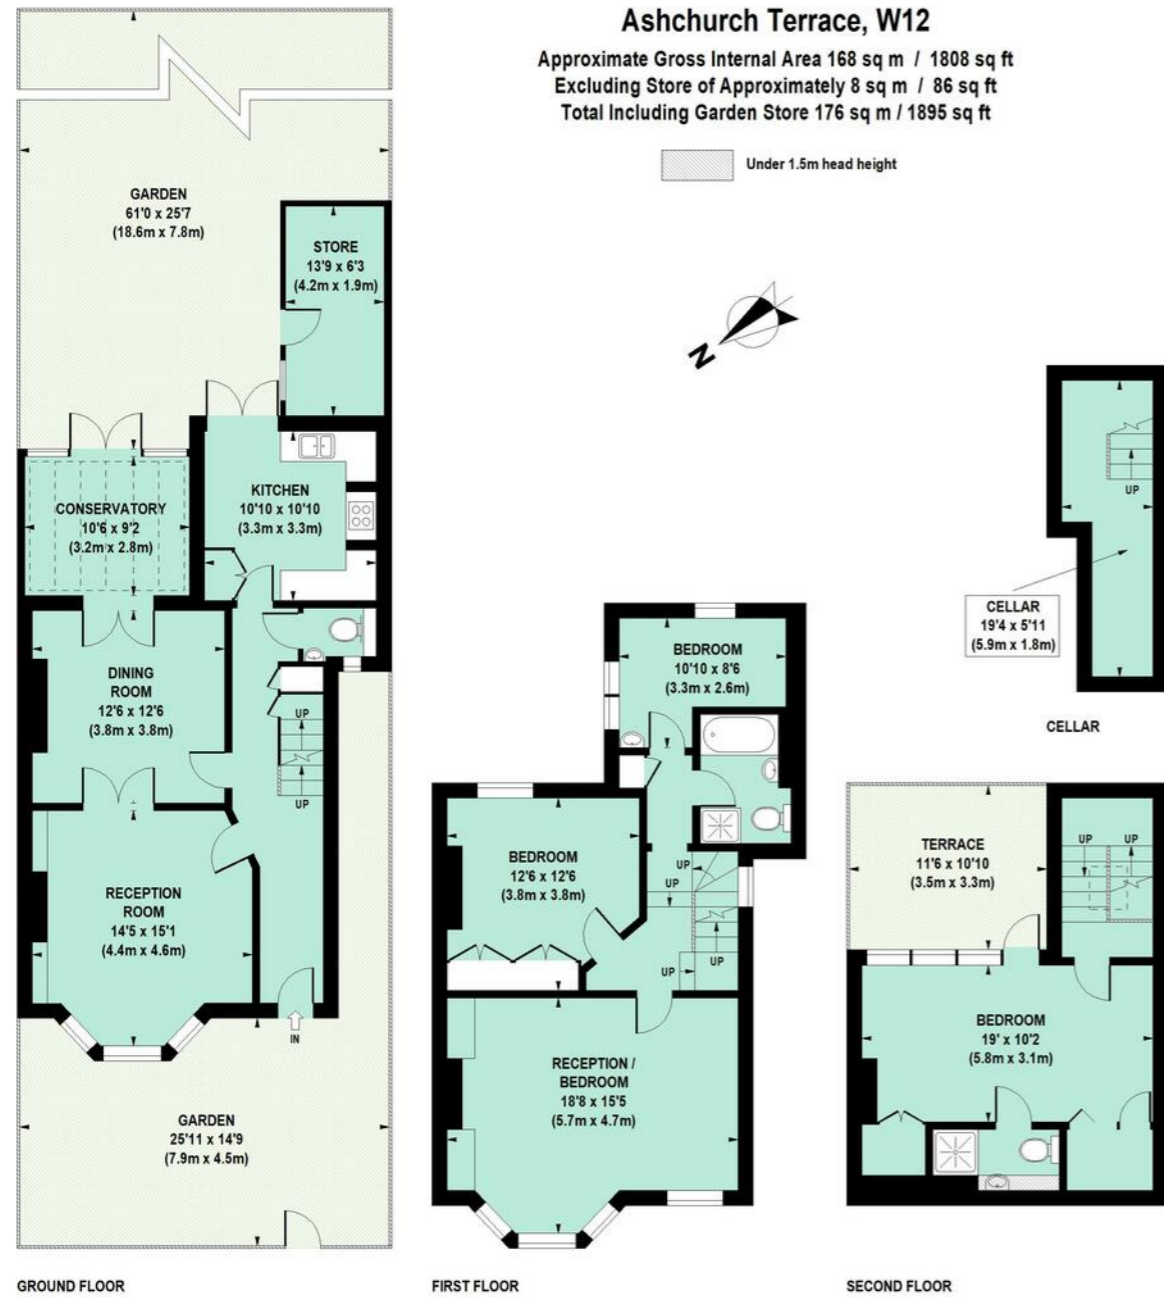 Ashchurch Terrace, W12
Approximate Gross Internal Area 168 sq m / 1808 sq ft
Excluding Store of Approximately 8 sq m / 86 sq ft
Total Including Garden Store 176 sq m / 1895 sq ft
Under 1.5m head height
N
GARDEN
61'0 x 25'7
(18.6m x 7.8m)
STORE
13'9 x 6'3
(4.2m x 1.9m)
KITCHEN
10'10 x 10'10
(3.3m x 3.3m)
CONSERVATORY
10'6 x 9'2
(3.2m x 2.8m)
DINING
ROOM
12'6 x 12'6
(3.8m x 3.8m)
UP
UP
RECEPTION
ROOM
14'5 x 15'1
(4.4m x 4.6m)
IN
GARDEN
25'11 x 14'9
(7.9m x 4.5m)
GROUND FLOOR
BEDROOM
10'10 x 8'6
(3.3m x 2.6m)
BEDROOM
12'6 x 12'6
(3.8m x 3.8m)
UP
UP
UP
UP
RECEPTION /
BEDROOM
18'8 x 15'5
(5.7m x 4.7m)
FIRST FLOOR
UP
CELLAR
19'4 x 5'11
(5.9m x 1.8m)
CELLAR
TERRACE
11'6 x 10'10
(3.5m x 3.3m)
UP
UP
BEDROOM
19' x 10'2
(5.8m x 3.1m)
SECOND FLOOR